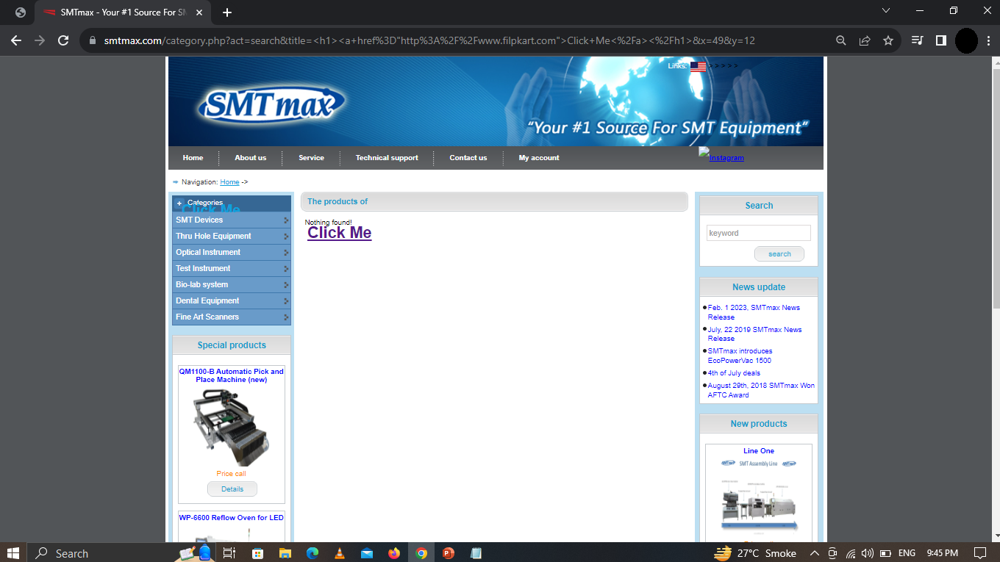 SMTmax - Your #1 Source For SM
smtmax.com/category.php?act=search&title=<h1><a+href%3D"http%3A%2F%2Fwww.filpkart.com">Click+Me<%2Fa><%2Fh1>&x=49&y=12
Links: > > > > >
SMTmax
“Your #1 Source For SMT Equipment”
Home About us Service Technical support Contact us My account Instagram
Navigation: Home ->
+ Categories
Click Me
SMT Devices
Thru Hole Equipment
Optical Instrument
Test Instrument
Bio-lab system
Dental Equipment
Fine Art Scanners
Special products
QM1100-B Automatic Pick and
Place Machine (new)
Price call
Details
WP-6600 Reflow Oven for LED
The products of
Nothing found!
Click Me
Search
keyword
search
News update
Feb. 1 2023, SMTmax News
Release
July, 22 2019 SMTmax News
Release
SMTmax introduces
EcoPowerVac 1500
4th of July deals
August 29th, 2018 SMTmax Won
AFTC Award
New products
Line One
SMT Assembly Line
Search
27°C Smoke
ENG
9:45 PM